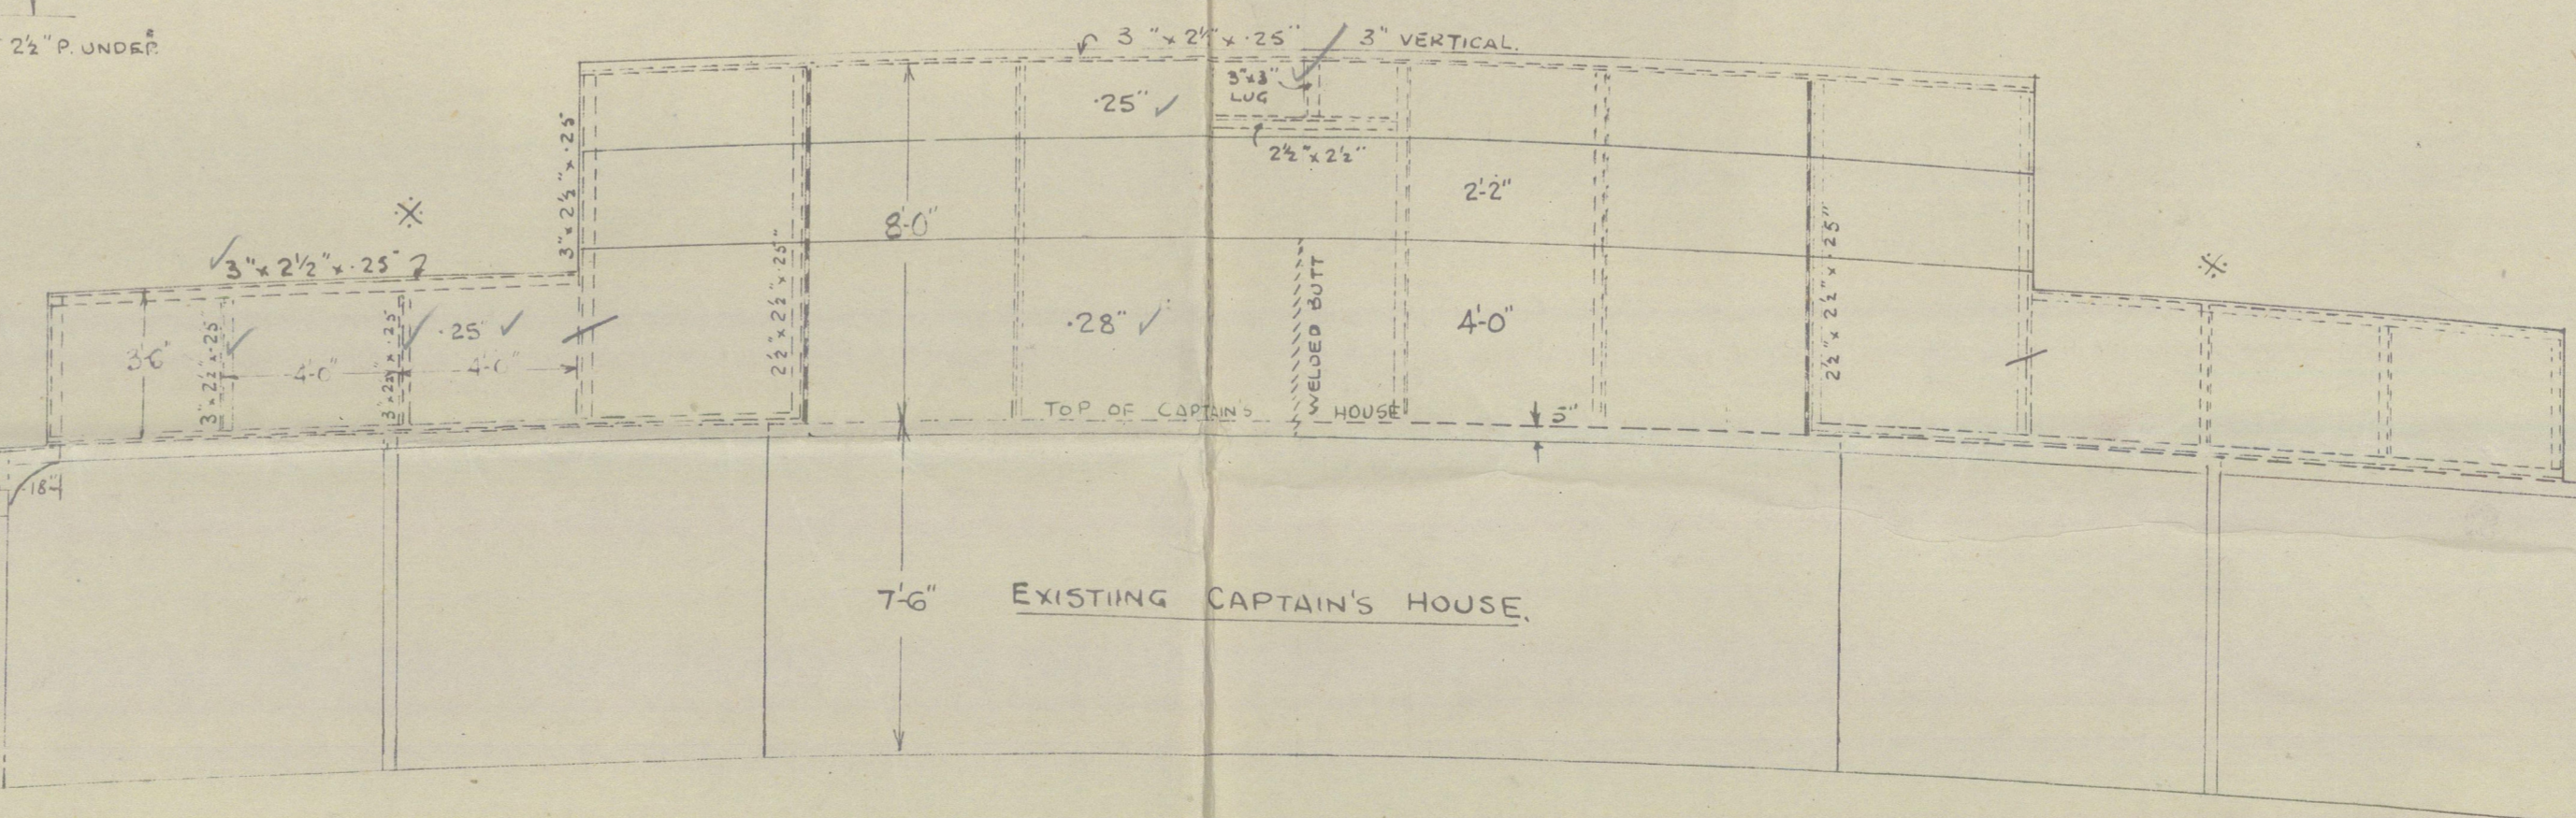 2½" P. UNDER.
3" x 2½" x .25" 3" VERTICAL.
3"x3"
LUG
.25"
2½" x 2½"
3" x 2½" x .25
2'-2"
8'-0"
3" x 2½" x .25"
2½" x 2½" x .25"
2½" x 2½" x .25"
3'-6"
3" x 2½" x .25
4'-0"
3" x 2½" x .25
.25
4'-0"
.28"
WELDED BUTT
4'-0"
TOP OF CAPTAIN'S HOUSE
5"
18"
7'-6"
EXISTIING CAPTAIN'S HOUSE.